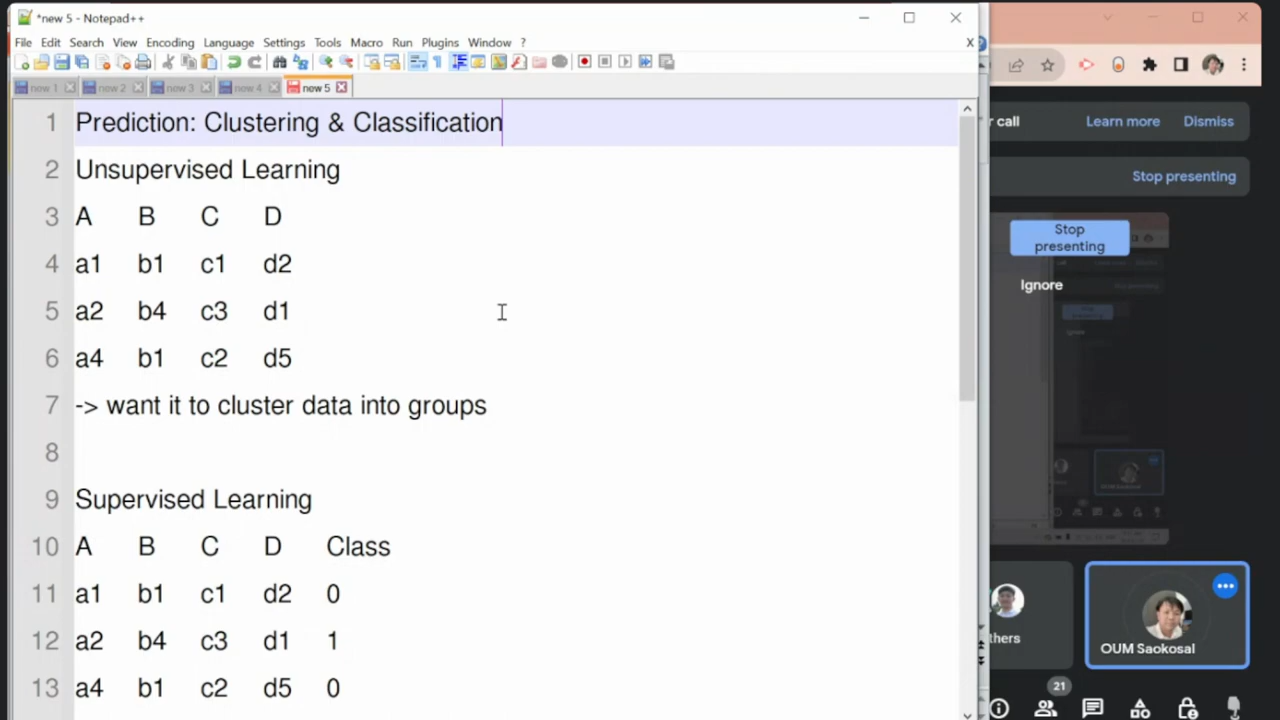 *new 5 - Notepad++
File Edit Search View Encoding Language Settings Tools Macro Run Plugins Window ? X
new 1 new 2 new 3 new 4 new 5
1 Prediction: Clustering & Classification
2 Unsupervised Learning
3 A B C D
4 a1 b1 c1 d2
5 a2 b4 c3 d1
6 a4 b1 c2 d5
7 -> want it to cluster data into groups
8
9 Supervised Learning
10 A B C D Class
11 a1 b1 c1 d2 0
12 a2 b4 c3 d1 1
13 a4 b1 c2 d5 0
r call Learn more Dismiss
Stop presenting
Stop
presenting
Ignore
thers
OUM Saokosal
21